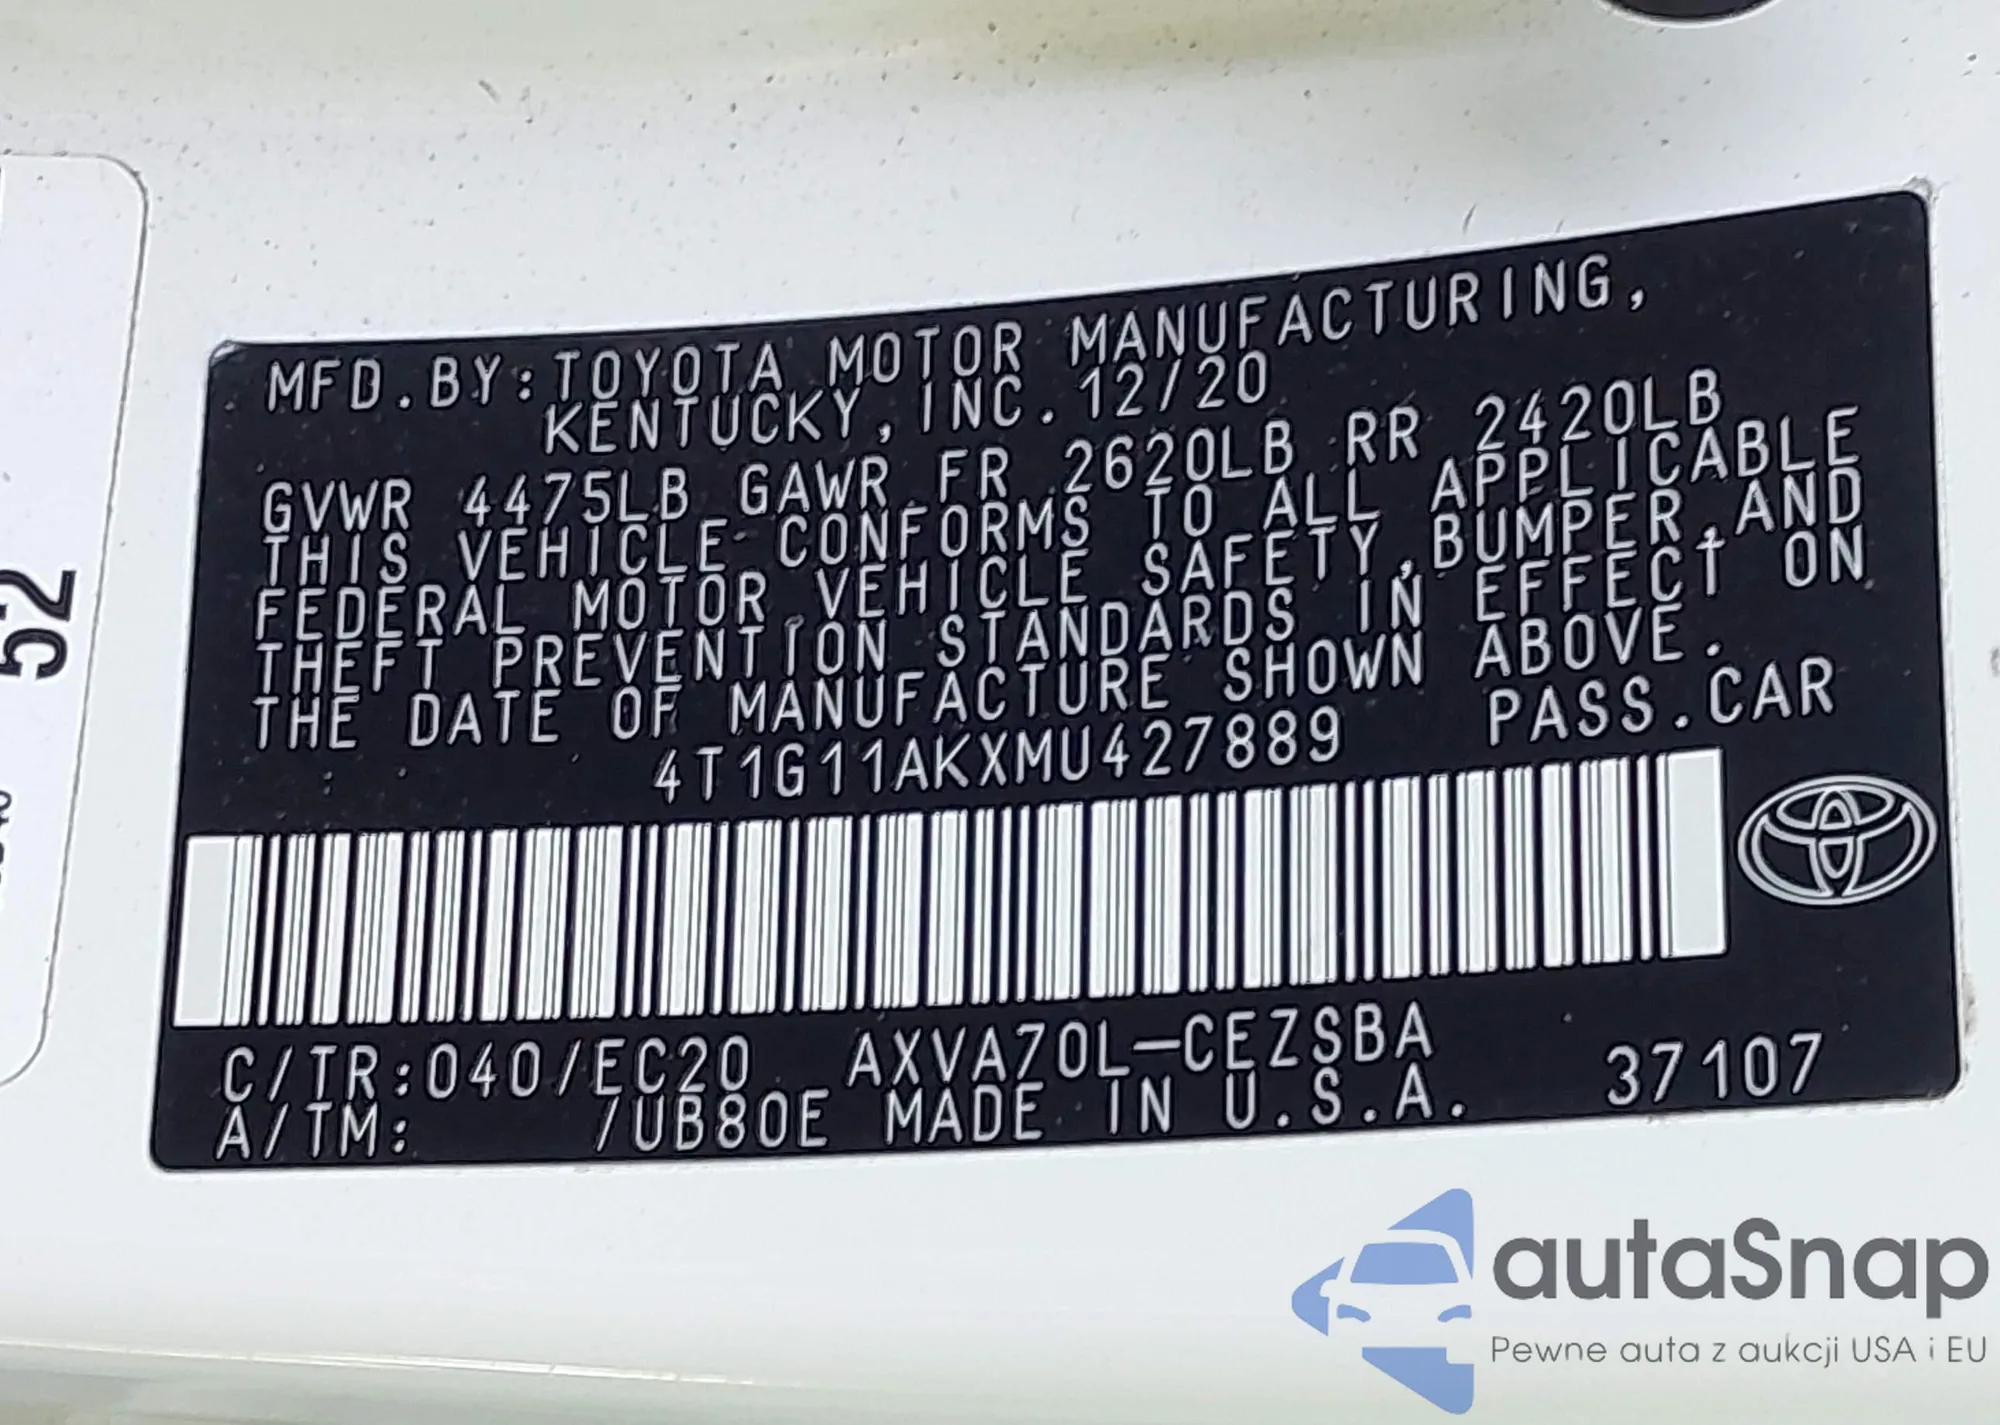 MFD.BY:TOYOTA MOTOR MANUFACTURING,
KENTUCKY,INC.12/20
GVWR 4475LB GAWR FR 2620LB RR 2420LB
THIS VEHICLE CONFORMS TO ALL APPLICABLE
FEDERAL MOTOR VEHICLE SAFETY,BUMPER,AND
THEFT PREVENTION STANDARDS IN EFFECT ON
THE DATE OF MANUFACTURE SHOWN ABOVE.
4T1G11AKXMU427889 PASS.CAR
C/TR:040/EC20 AXVA70L-CEZSBA 37107
A/TM: /UB80E MADE IN U.S.A.
52
autaSnap
Pewne auta z aukcji USA i EU